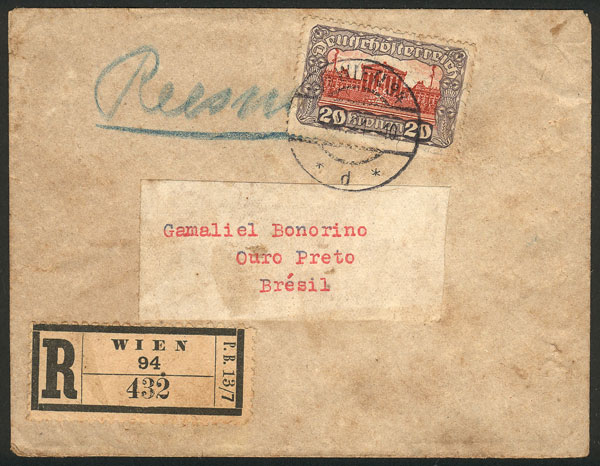 Deutschösterreich
20 Kronen 20
d
Gamaliel Bonorino
Ouro Preto
Brésil
R
WIEN
94.
432
P.B. 13/7